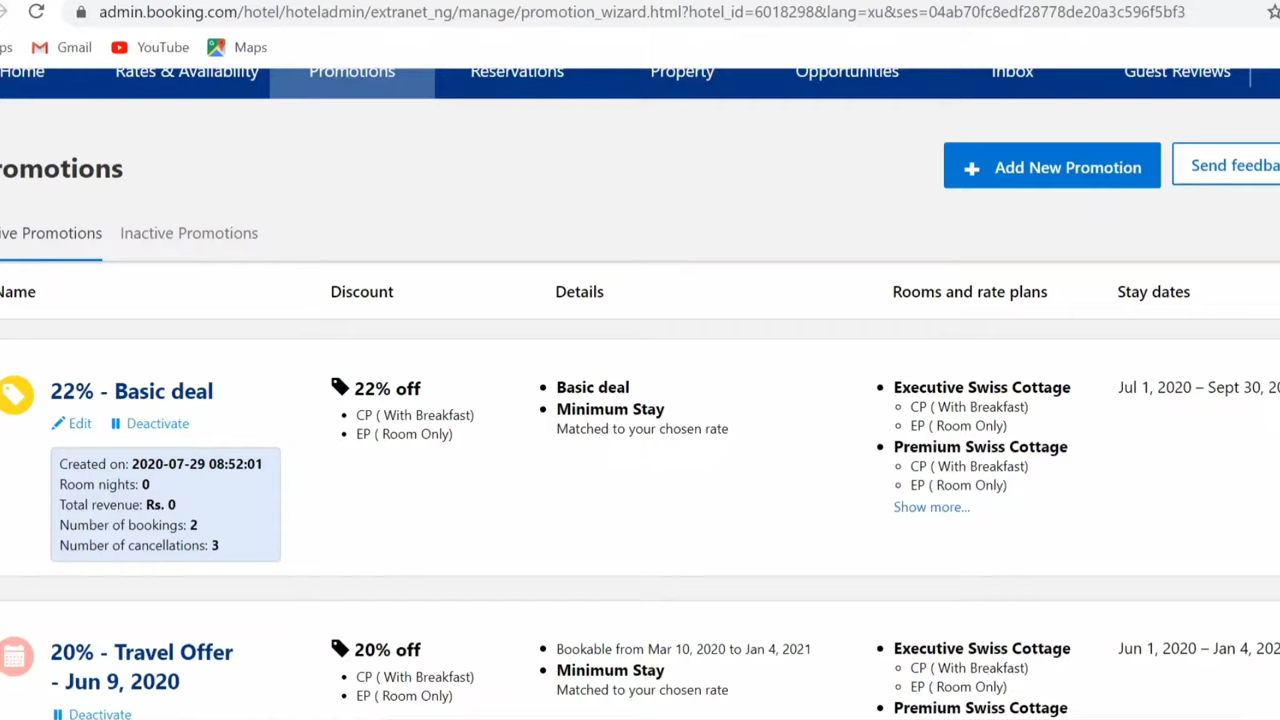 admin.booking.com/hotel/hoteladmin/extranet_ng/manage/promotion_wizard.html?hotel_id=6018298&lang=xu&ses=04ab70fc8edf28778de20a3c596f5bf3
ps Gmail YouTube Maps
Home Rates & Availability Promotions Reservations Property Opportunities Inbox Guest Reviews
romotions
Add New Promotion Send feedba
ive Promotions Inactive Promotions
Name Discount Details Rooms and rate plans Stay dates
22% - Basic deal
Edit Deactivate
Created on: 2020-07-29 08:52:01
Room nights: 0
Total revenue: Rs. 0
Number of bookings: 2
Number of cancellations: 3
22% off
CP ( With Breakfast)
EP ( Room Only)
Basic deal
Minimum Stay
Matched to your chosen rate
Executive Swiss Cottage
CP ( With Breakfast)
EP ( Room Only)
Premium Swiss Cottage
CP ( With Breakfast)
EP ( Room Only)
Show more...
Jul 1, 2020 – Sept 30, 20
20% - Travel Offer
- Jun 9, 2020
Deactivate
20% off
CP ( With Breakfast)
EP ( Room Only)
Bookable from Mar 10, 2020 to Jan 4, 2021
Minimum Stay
Matched to your chosen rate
Executive Swiss Cottage
CP ( With Breakfast)
EP ( Room Only)
Premium Swiss Cottage
Jun 1, 2020 – Jan 4, 202